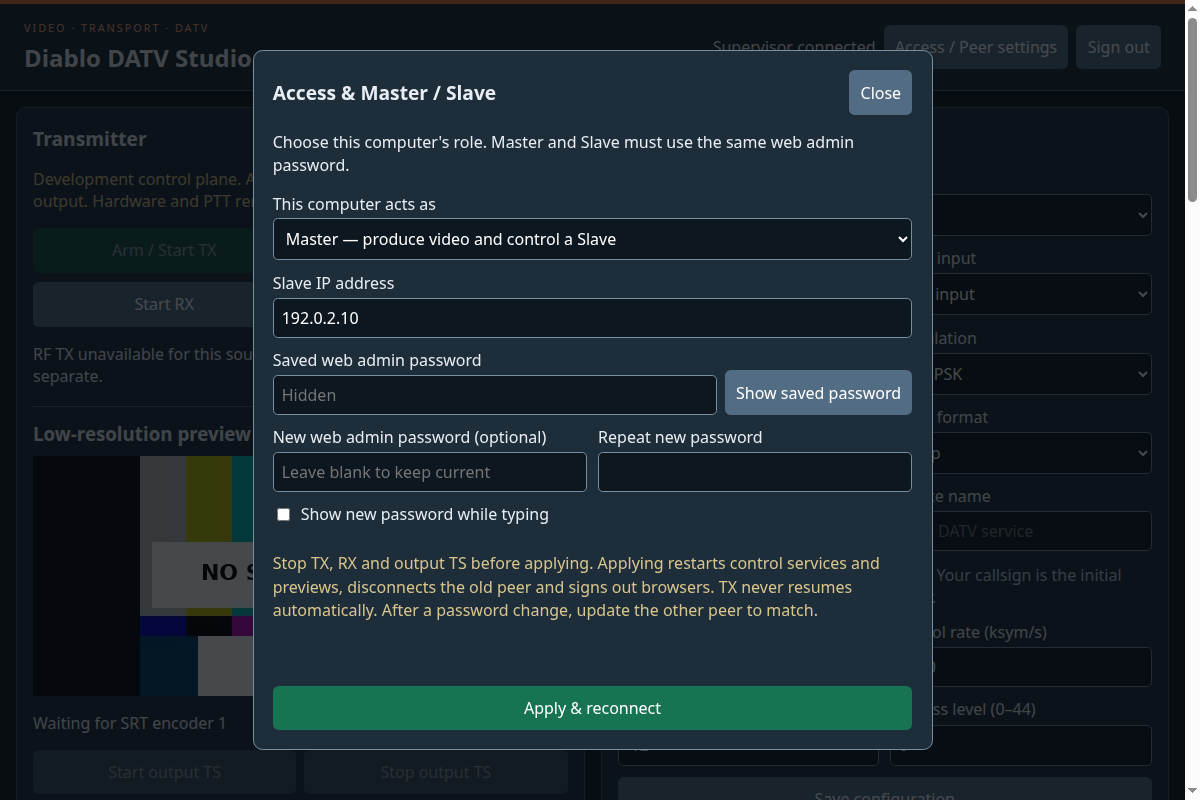 VIDEO · TRANSPORT · DATV
Diablo DATV Studio
Supervisor connected
Access / Peer settings
Sign out
Transmitter
Development control plane. A
output. Hardware and PTT re
Arm / Start TX
Start RX
RF TX unavailable for this sou
separate.
Low-resolution preview
NO S
Waiting for SRT encoder 1
Start output TS
Stop output TS
Access & Master / Slave
Close
Choose this computer's role. Master and Slave must use the same web admin
password.
This computer acts as
Master — produce video and control a Slave
Slave IP address
192.0.2.10
Saved web admin password
Hidden
Show saved password
New web admin password (optional)
Repeat new password
Leave blank to keep current
Show new password while typing
Stop TX, RX and output TS before applying. Applying restarts control services and
previews, disconnects the old peer and signs out browsers. TX never resumes
automatically. After a password change, update the other peer to match.
Apply & reconnect
input
input
lation
PSK
format
p
e name
DATV service
Your callsign is the initial
ol rate (ksym/s)
ss level (0–44)
Save configuration